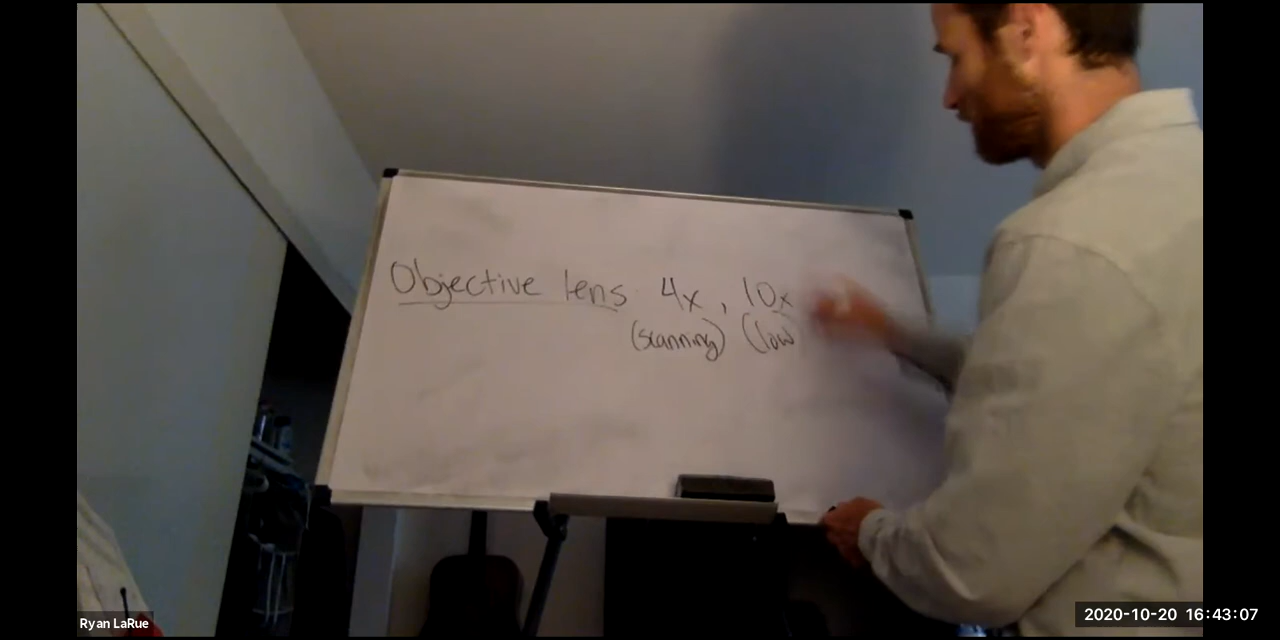 Objective lens 4x, 10x
(scanning) (low
Ryan LaRue
2020-10-20 16:43:07